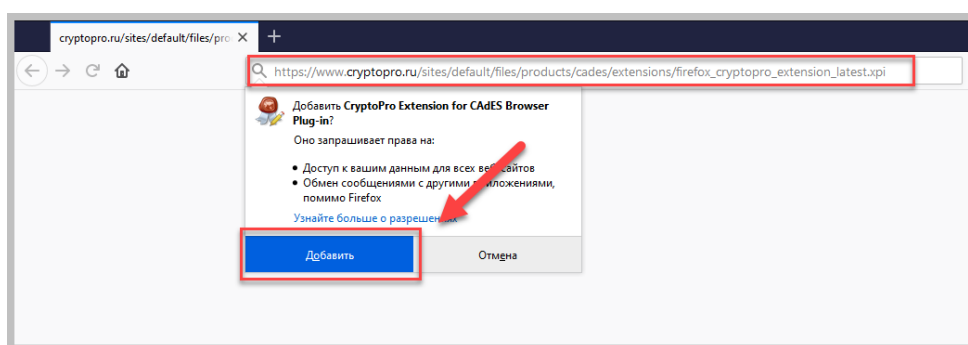 cryptopro.ru/sites/default/files/pro
https://www.cryptopro.ru/sites/default/files/products/cades/extensions/firefox_cryptopro_extension_latest.xpi
Добавить CryptoPro Extension for CAdES Browser
Plug-in?
Оно запрашивает права на:
• Доступ к вашим данным для всех веб-сайтов
• Обмен сообщениями с другими приложениями,
помимо Firefox
Узнайте больше о разрешениях
Добавить
Отмена